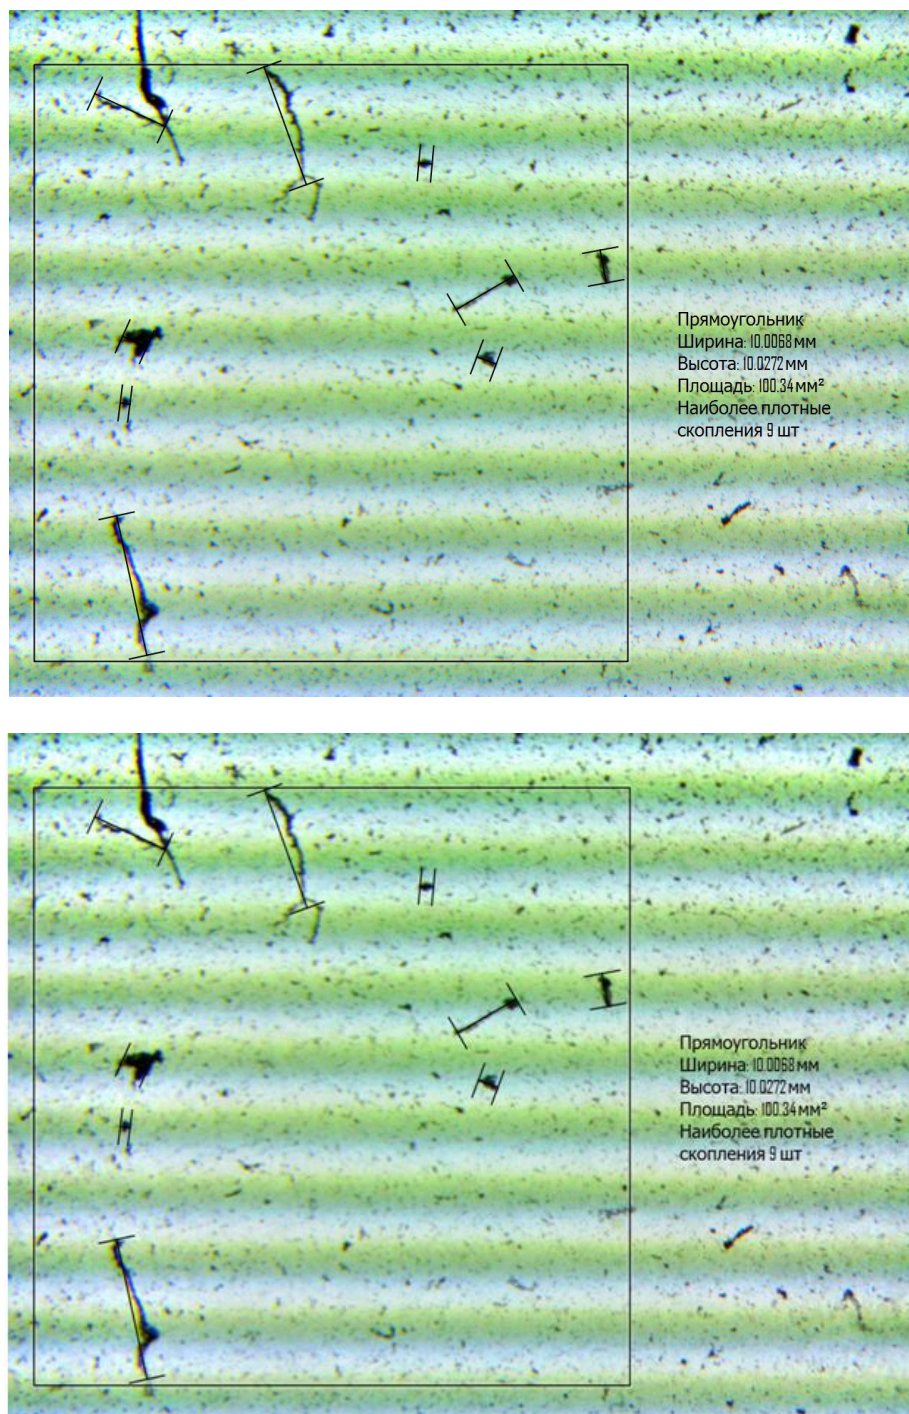 Прямоугольник
Ширина: 10.0068 мм
Высота: 10.0272 мм
Площадь: 100.34 мм²
Наиболее плотные
скопления 9 шт
Прямоугольник
Ширина: 10.0068 мм
Высота: 10.0272 мм
Площадь: 100.34 мм²
Наиболее плотные
скопления 9 шт